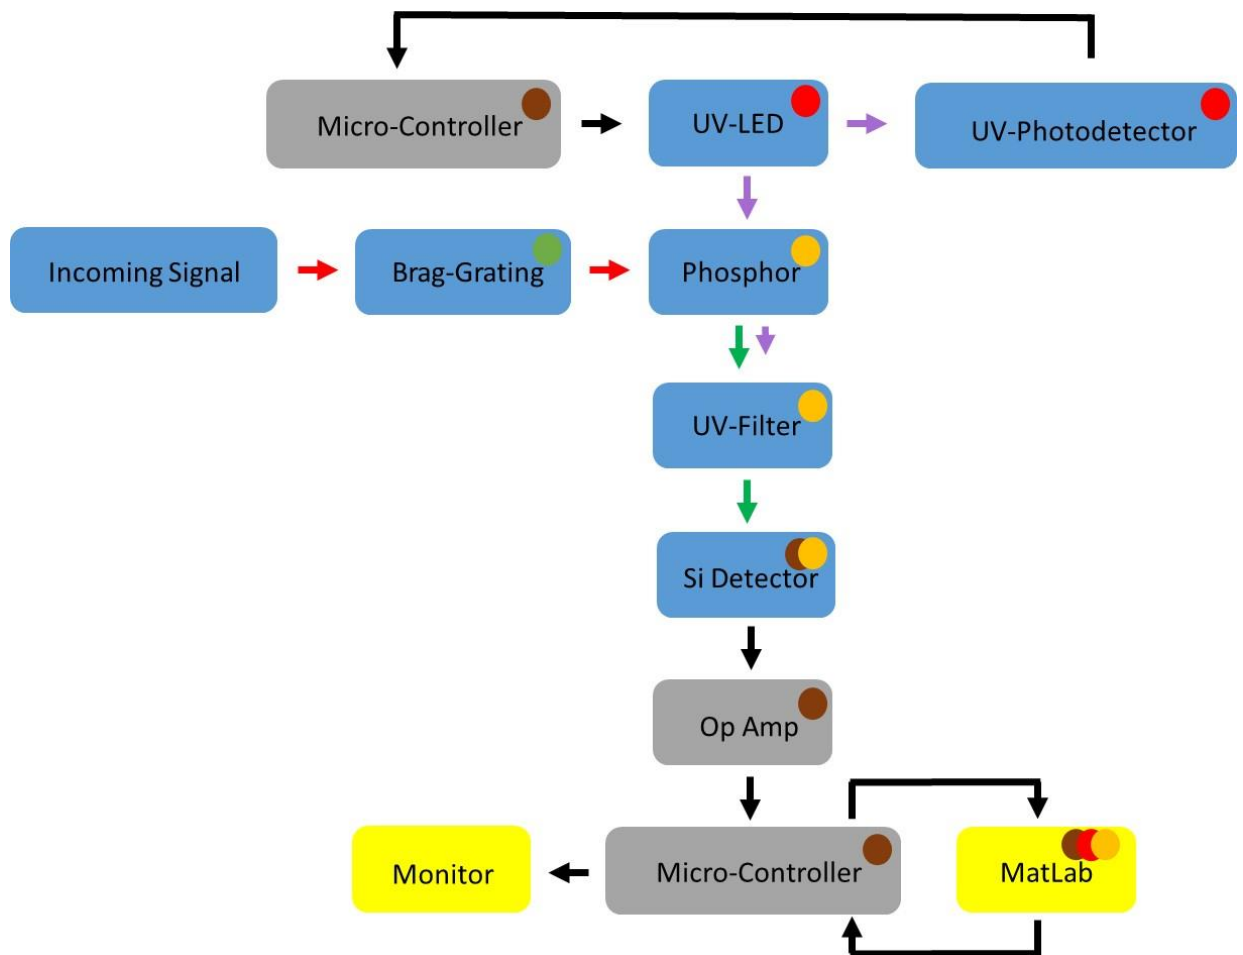 Micro-Controller
UV-LED
UV-Photodetector
Incoming Signal
Brag-Grating
Phosphor
UV-Filter
Si Detector
Op Amp
Monitor
Micro-Controller
MatLab